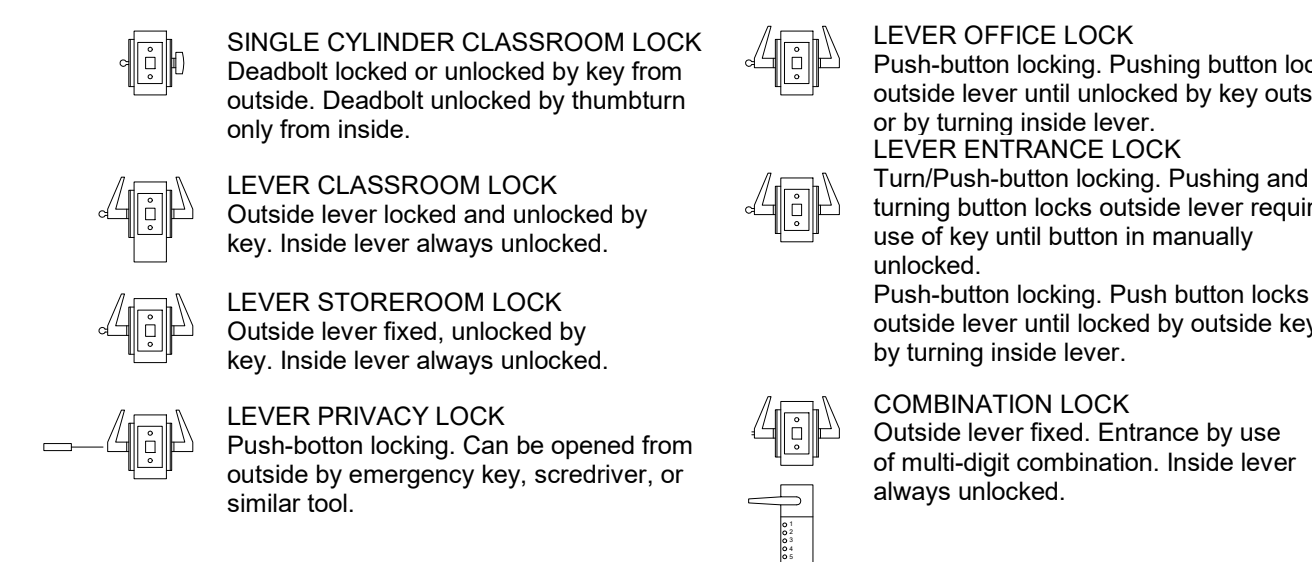 SINGLE CYLINDER CLASSROOM LOCK
Deadbolt locked or unlocked by key from
outside. Deadbolt unlocked by thumbturn
only from inside.
LEVER CLASSROOM LOCK
Outside lever locked and unlocked by
key. Inside lever always unlocked.
LEVER STOREROOM LOCK
Outside lever fixed, unlocked by
key. Inside lever always unlocked.
LEVER PRIVACY LOCK
Push-botton locking. Can be opened from
outside by emergency key, scredriver, or
similar tool.
LEVER OFFICE LOCK
Push-button locking. Pushing button
outside lever until unlocked by key
or by turning inside lever.
LEVER ENTRANCE LOCK
Turn/Push-button locking. Pushing and
turning button locks outside lever
use of key until button in manually
unlocked.
Push-button locking. Push button locks
outside lever until locked by outside
by turning inside lever.
COMBINATION LOCK
Outside lever fixed. Entrance by use
of multi-digit combination. Inside lever
always unlocked.
1
2
3
4
5